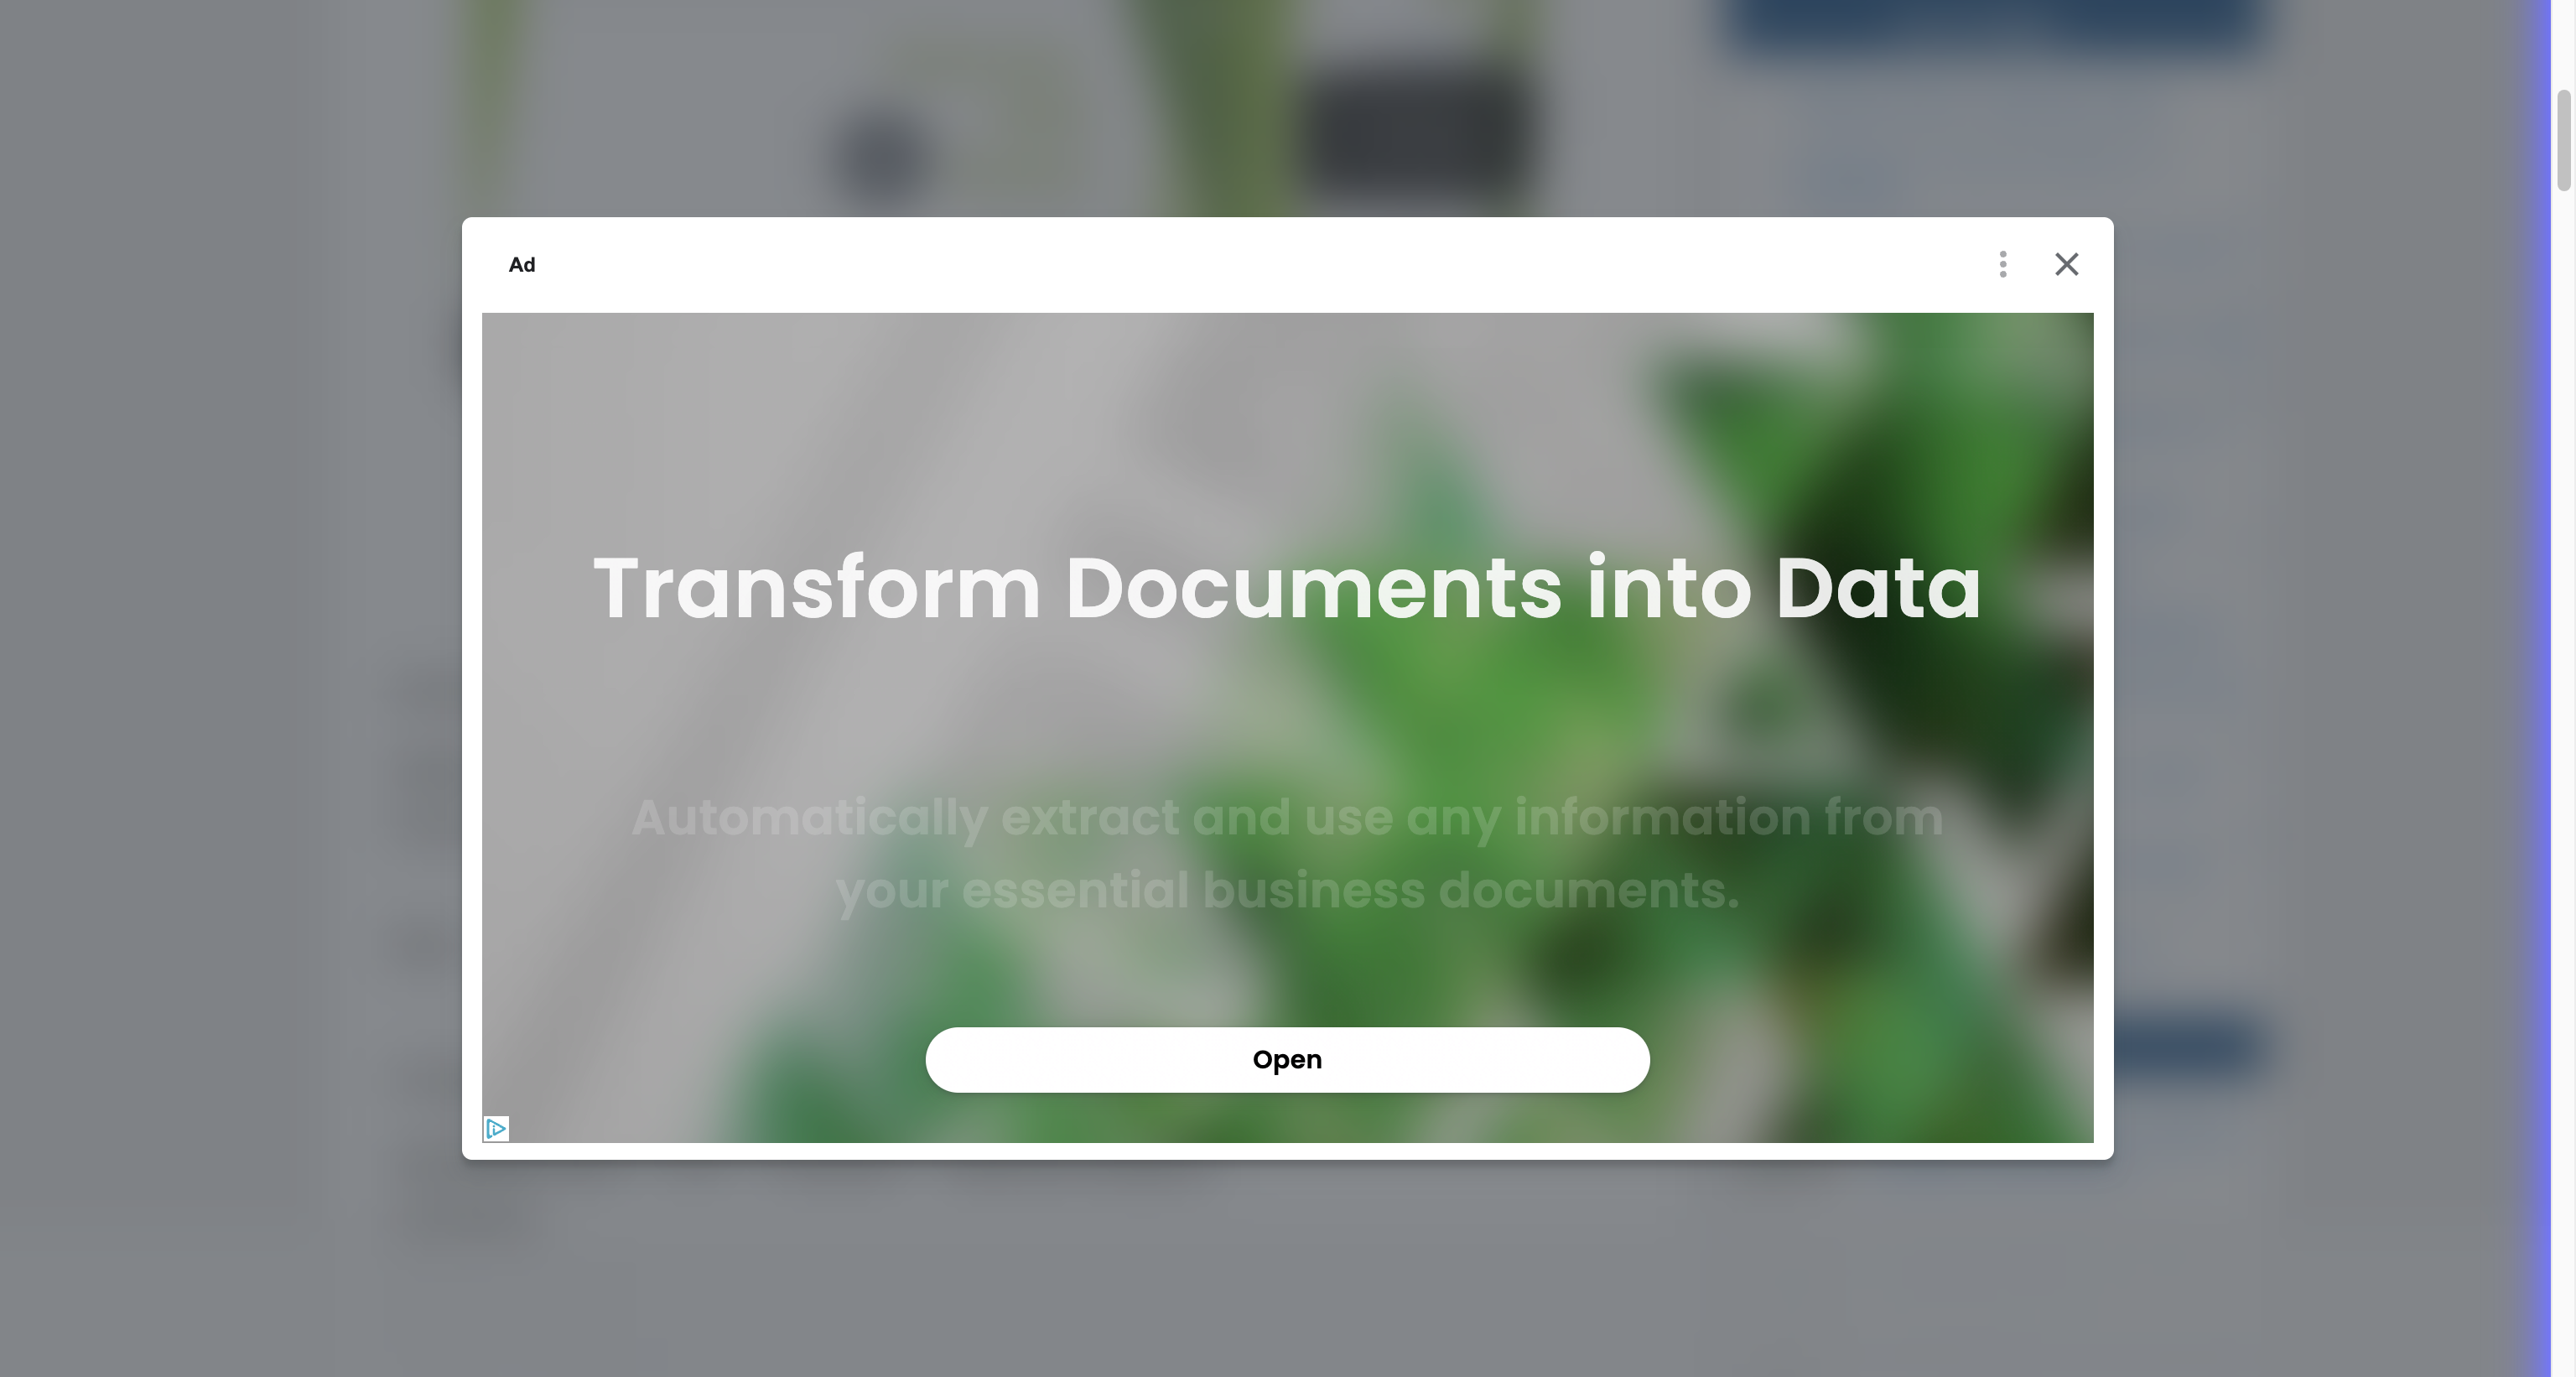 Ad
Transform Documents into Data
Automatically extract and use any information from
your essential business documents.
Open